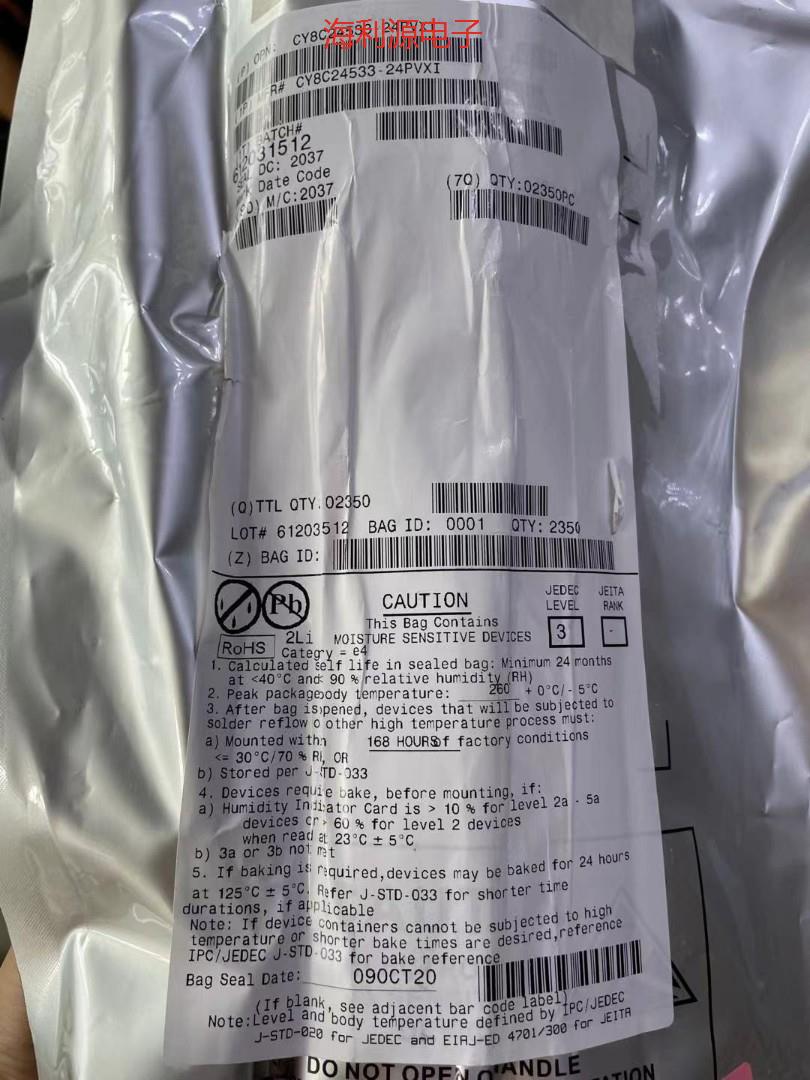 海利源电子
(P) OPN: CY8C24533-24PVXI
MFR# CY8C24533-24PVXI
BATCH#
612031512
DC: 2037
Date Code
M/C:2037
(7Q) QTY:02350PC
(Q)TTL QTY:02350
LOT# 61203512 BAG ID: 0001 QTY: 2350
(Z) BAG ID:
Pb
RoHS
2Li
Categry = e4
CAUTION
This Bag Contains
MOISTURE SENSITIVE DEVICES
JEDEC LEVEL
3
JEITA RANK
-
1. Calculated self life in sealed bag: Minimum 24 months
at <40°C and< 90 % relative humidity (RH)
2. Peak packagebody temperature: 260 + 0°C/- 5°C
3. After bag is opened, devices that will be subjected to
solder reflow o other high temperature process must:
a) Mounted within 168 HOURS of factory conditions
<= 30°C/70 % RH, OR
b) Stored per J-STD-033
4. Devices require bake, before mounting, if:
a) Humidity Indicator Card is > 10 % for level 2a - 5a
devices or > 60 % for level 2 devices
when read at 23°C ± 5°C
b) 3a or 3b not met
5. If baking is required,devices may be baked for 24 hours
at 125°C ± 5°C. Refer J-STD-033 for shorter time
durations, if applicable
Note: If device containers cannot be subjected to high
temperature or shorter bake times are desired,reference
IPC/JEDEC J-STD-033 for bake reference
Bag Seal Date: 09OCT20
(If blank, see adjacent bar code label)
Note:Level and body temperature defined by IPC/JEDEC
J-STD-020 for JEDEC and EIAJ-ED 4701/300 for JEITA
DO NOT OPEN HANDLE